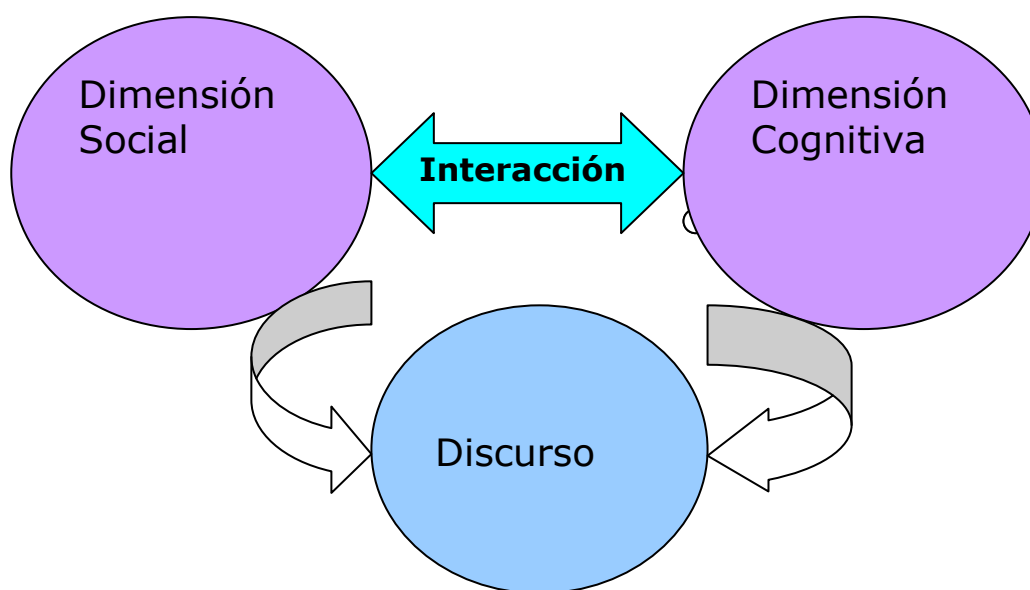 Dimensión
Social
Interacción
Dimensión
Cognitiva
Discurso